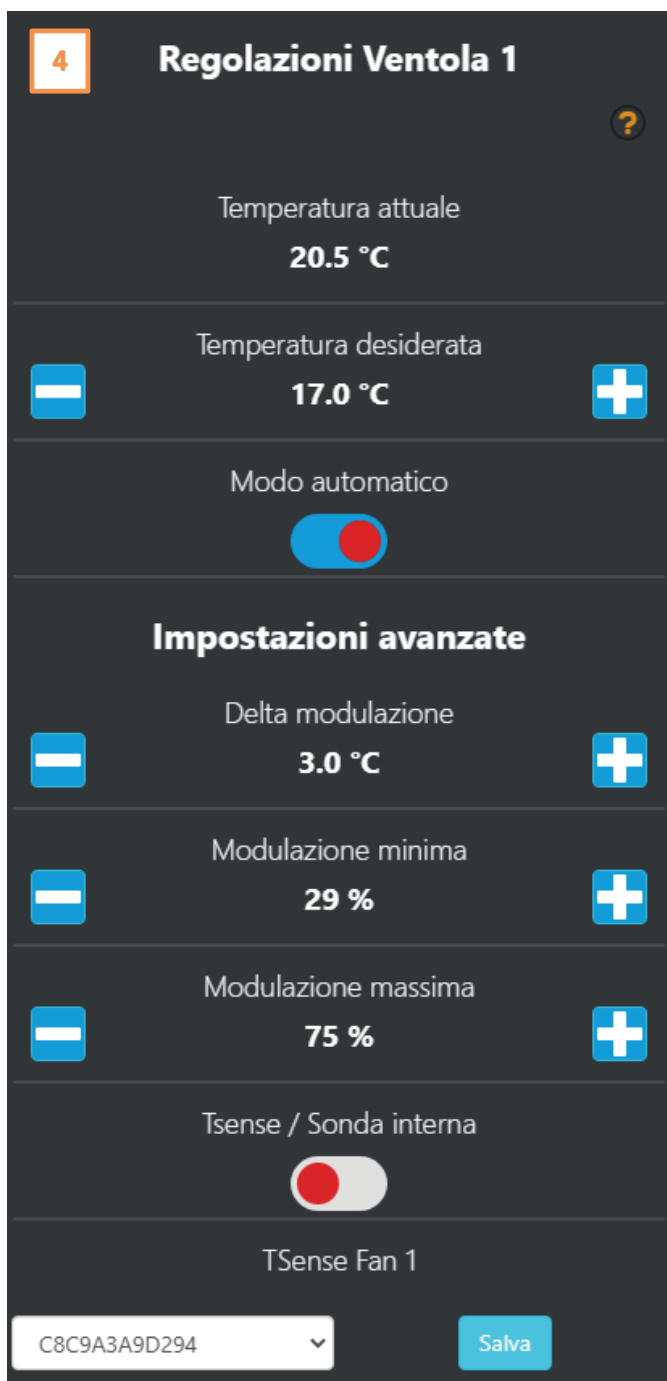 4
Regolazioni Ventola 1
?
Temperatura attuale
20.5 °C
Temperatura desiderata
17.0 °C
Modo automatico
Impostazioni avanzate
Delta modulazione
3.0 °C
Modulazione minima
29 %
Modulazione massima
75 %
Tsense / Sonda interna
TSense Fan 1
C8C9A3A9D294
Salva